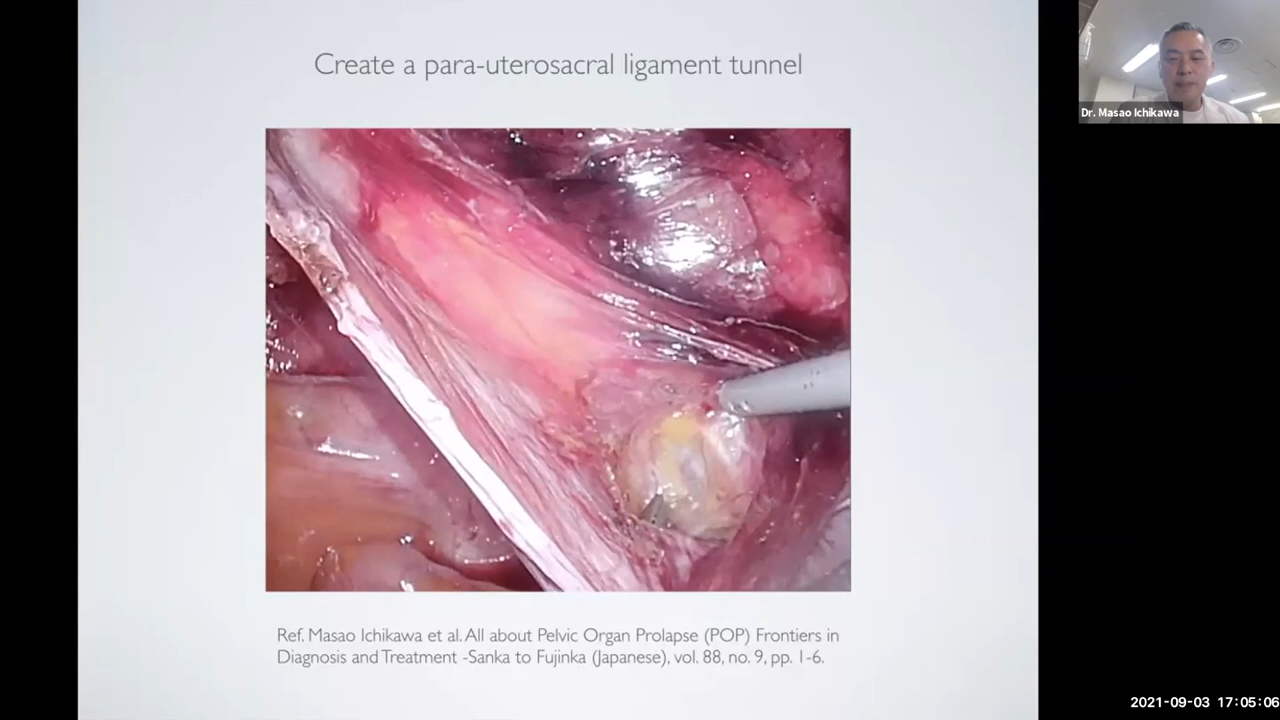 Create a para-uterosacral ligament tunnel
Dr. Masao Ichikawa
Ref. Masao Ichikawa et al. All about Pelvic Organ Prolapse (POP) Frontiers in
Diagnosis and Treatment -Sanka to Fujinka (Japanese), vol. 88, no. 9, pp. 1-6.
2021-09-03 17:05:06